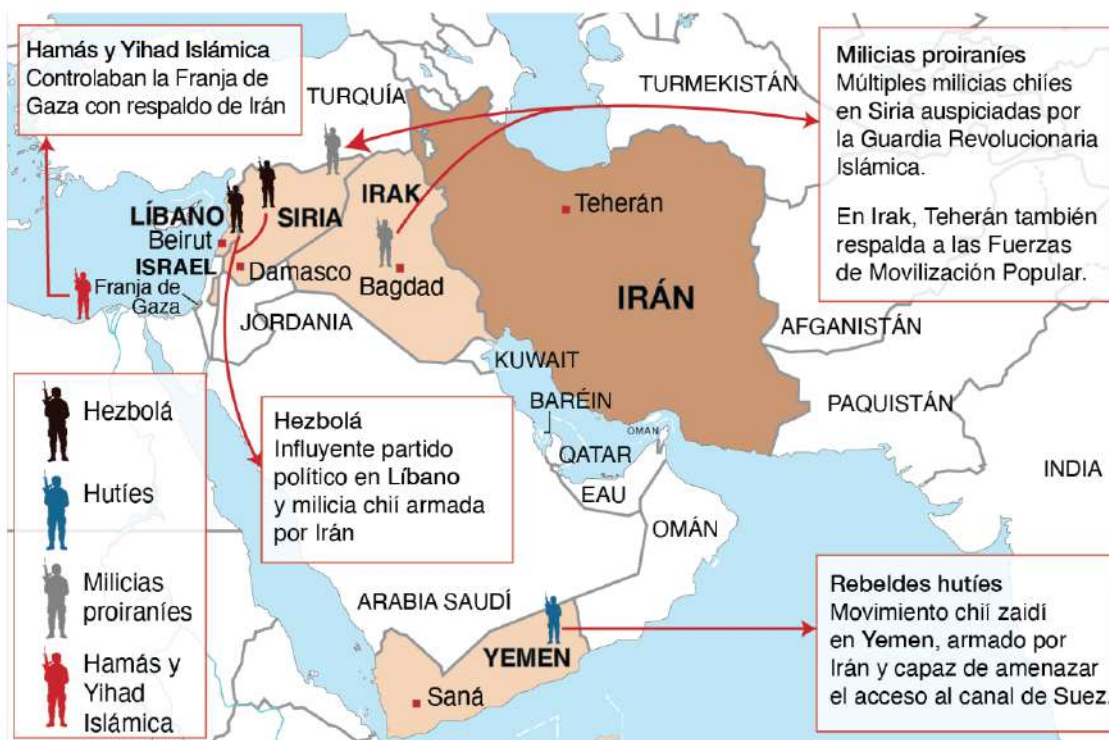 Hamás y Yihad Islámica
Controlaban la Franja de
Gaza con respaldo de Irán
Milicias proiraníes
Múltiples milicias chiíes
en Siria auspiciadas por
la Guardia Revolucionaria
Islámica.
En Irak, Teherán también
respalda a las Fuerzas
de Movilización Popular.
TURQUÍA
TURMEKISTÁN
LÍBANO
Beirut
SIRIA
IRAK
Teherán
ISRAEL
Damasco
Bagdad
Franja de
Gaza
JORDANIA
IRÁN
AFGANISTÁN
KUWAIT
BARÉIN
PAQUISTÁN
OMÁN
QATAR
EAU
INDIA
OMÁN
ARABIA SAUDÍ
YEMEN
Saná
Hezbolá
Hutíes
Milicias
proiraníes
Hamás y
Yihad
Islámica
Hezbolá
Influyente partido
político en Líbano
y milicia chií armada
por Irán
Rebeldes hutíes
Movimiento chií zaidí
en Yemen, armado por
Irán y capaz de amenazar
el acceso al canal de Suez.